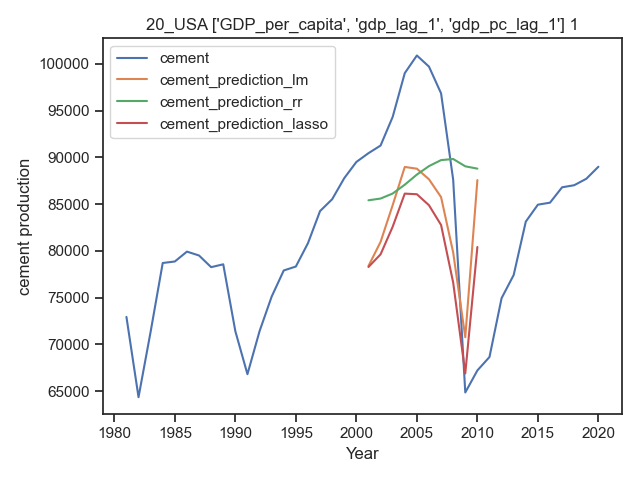 20_USA ['GDP_per_capita', 'gdp_lag_1', 'gdp_pc_lag_1'] 1
cement
cement_prediction_lm
cement_prediction_rr
cement_prediction_lasso
cement production
100000
95000
90000
85000
80000
75000
70000
65000
1980 1985 1990 1995 2000 2005 2010 2015 2020
Year